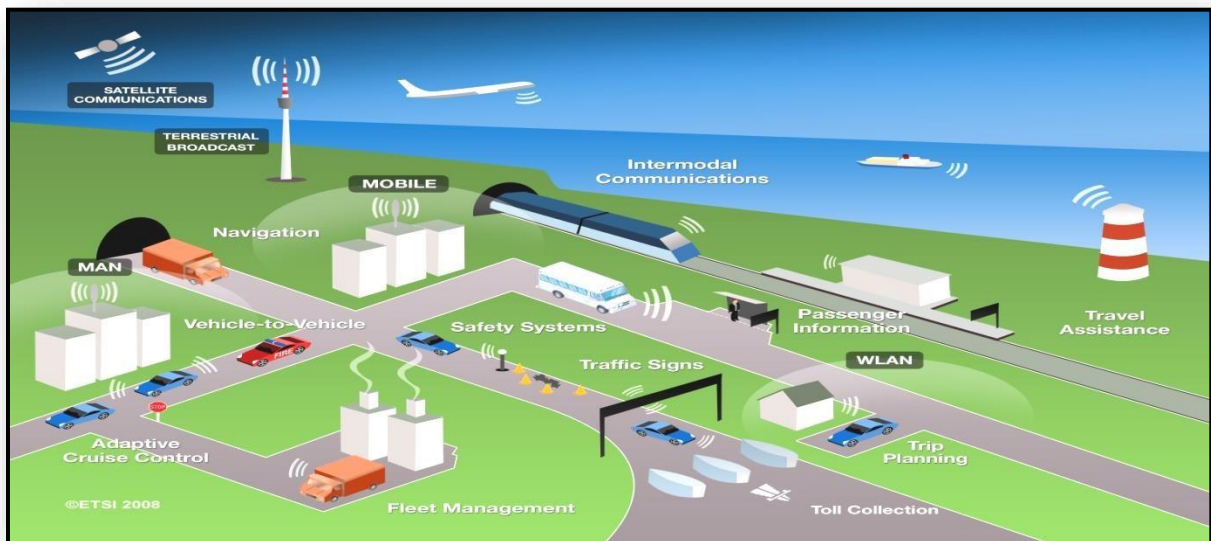 SATELLITE
COMMUNICATIONS
TERRESTRIAL
BROADCAST
Intermodal
Communications
MOBILE
Navigation
MAN
Vehicle-to-Vehicle
Safety Systems
Passenger
Information
Travel
Assistance
FIRE
Traffic Signs
WLAN
STOP
Adaptive
Cruise Control
Trip
Planning
©ETSI 2008
Fleet Management
Toll Collection